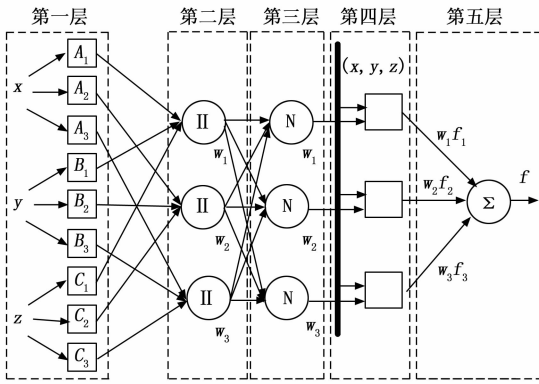 第一层 第二层 第三层 第四层 第五层
x
y
z
A₁
A₂
A₃
B₁
B₂
B₃
C₁
C₂
C₃
Π
Π
Π
w₁
w₂
w₃
N
N
N
w₁
w₂
w₃
(x, y, z)
w₁f₁
w₂f₂
w₃f₃
Σ
f